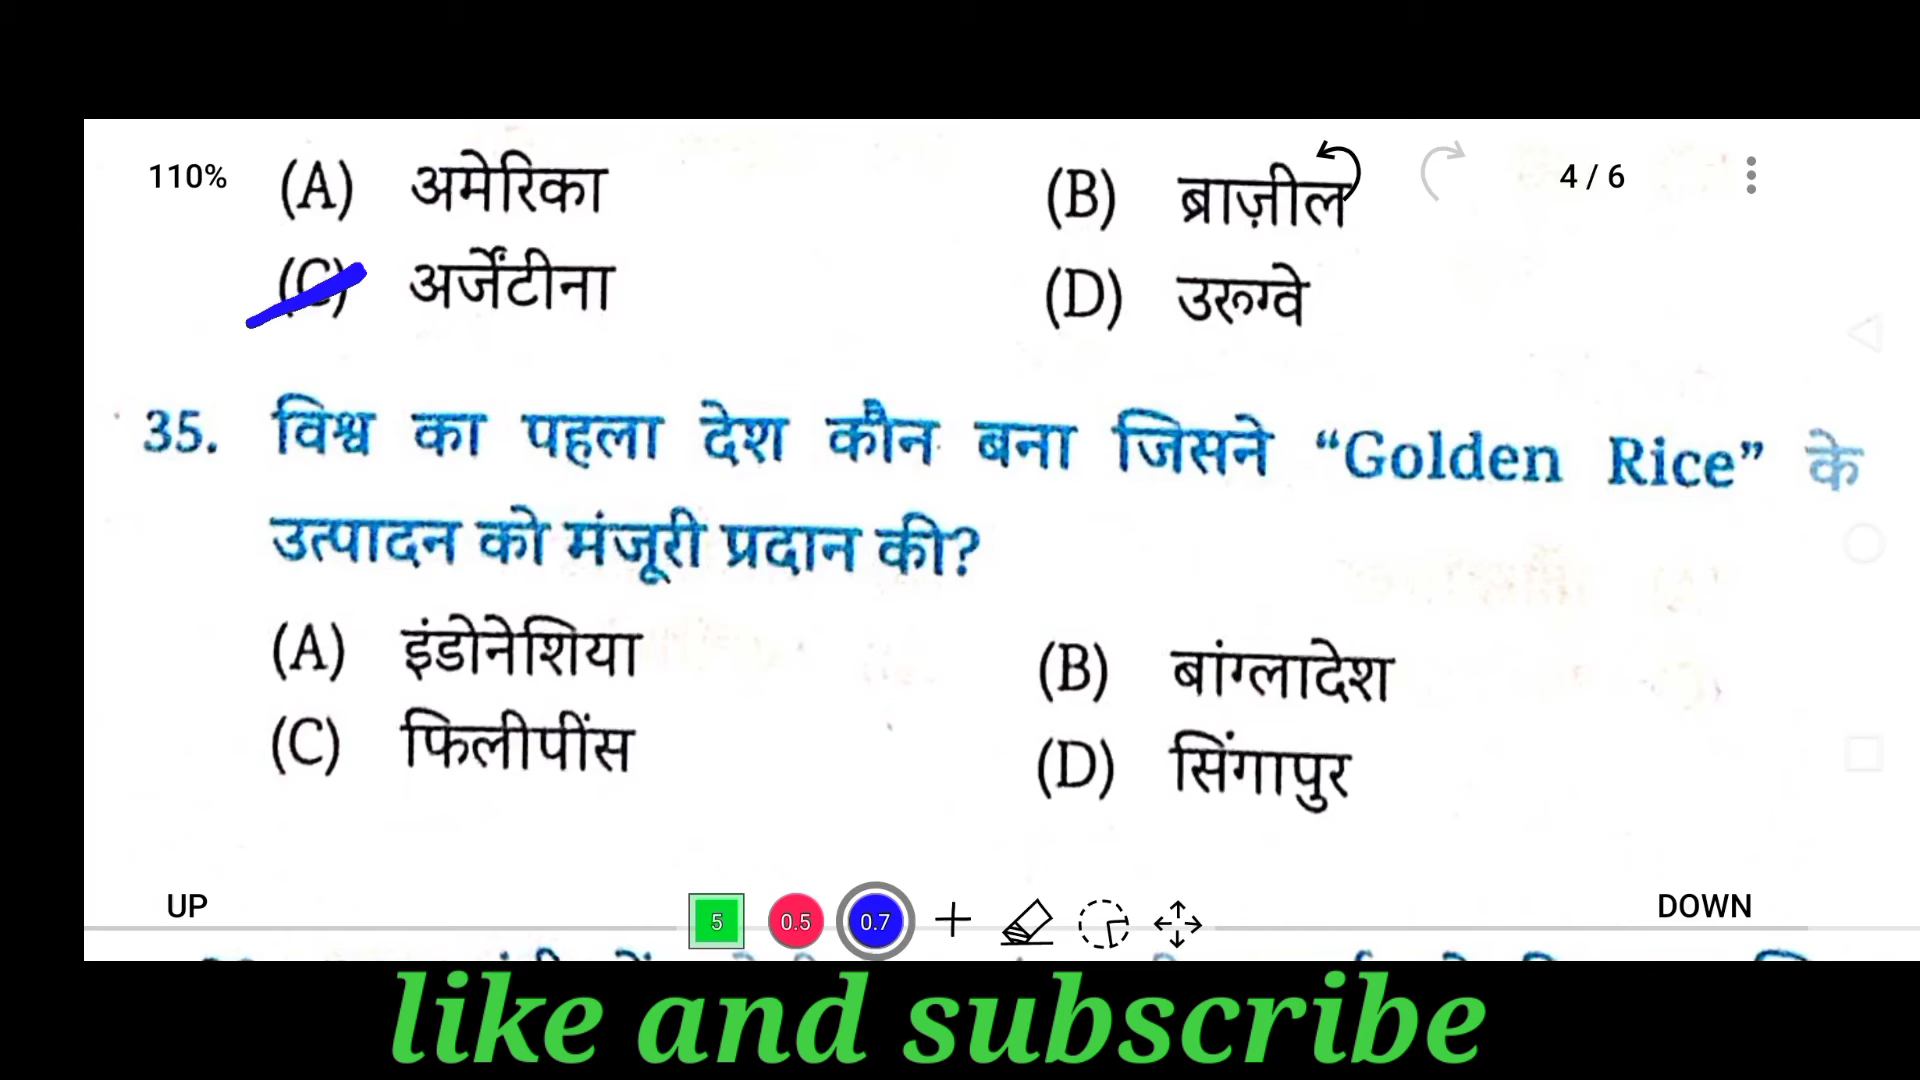 110%
(A) अमेरिका
(B) ब्राज़ील
4 / 6
(C) अर्जेंटीना
(D) उरूग्वे
35. विश्व का पहला देश कौन बना जिसने “Golden Rice” के
उत्पादन को मंजूरी प्रदान की?
(A) इंडोनेशिया
(B) बांग्लादेश
(C) फिलीपींस
(D) सिंगापुर
UP
5
0.5
0.7
DOWN
like and subscribe